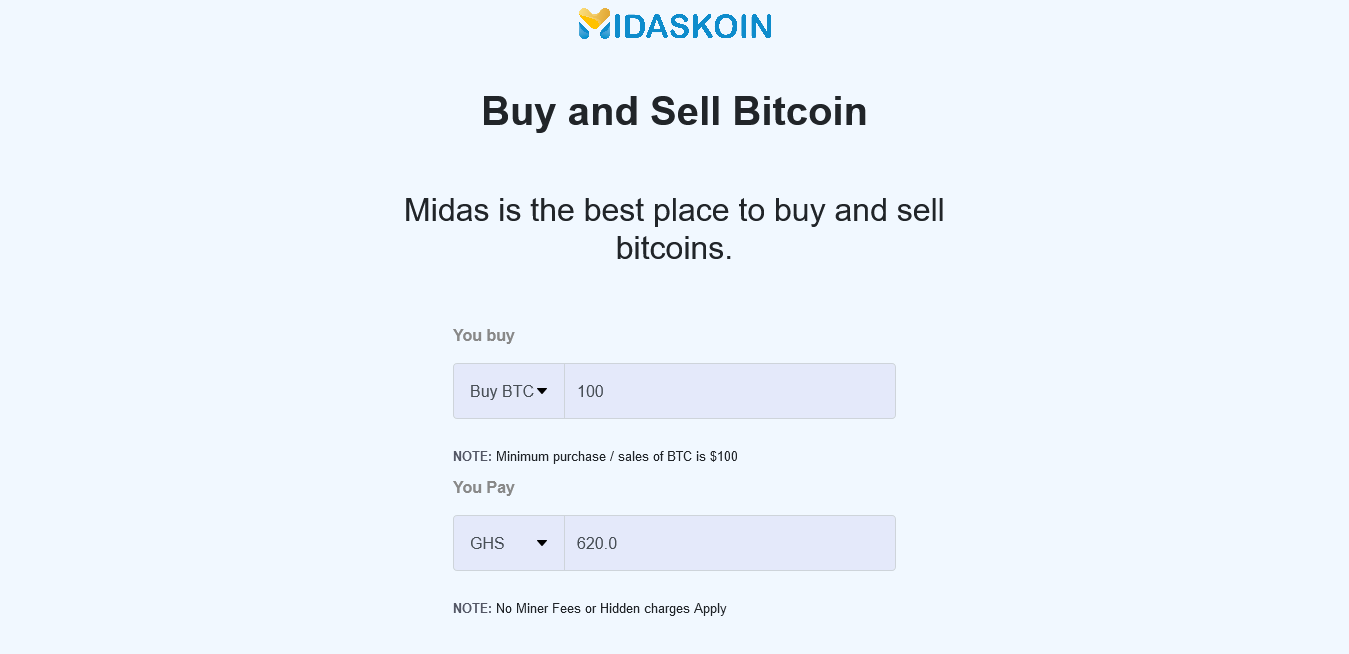 MIDASKOIN
Buy and Sell Bitcoin
Midas is the best place to buy and sell
bitcoins.
You buy
Buy BTC 100
NOTE: Minimum purchase / sales of BTC is $100
You Pay
GHS 620.0
NOTE: No Miner Fees or Hidden charges Apply